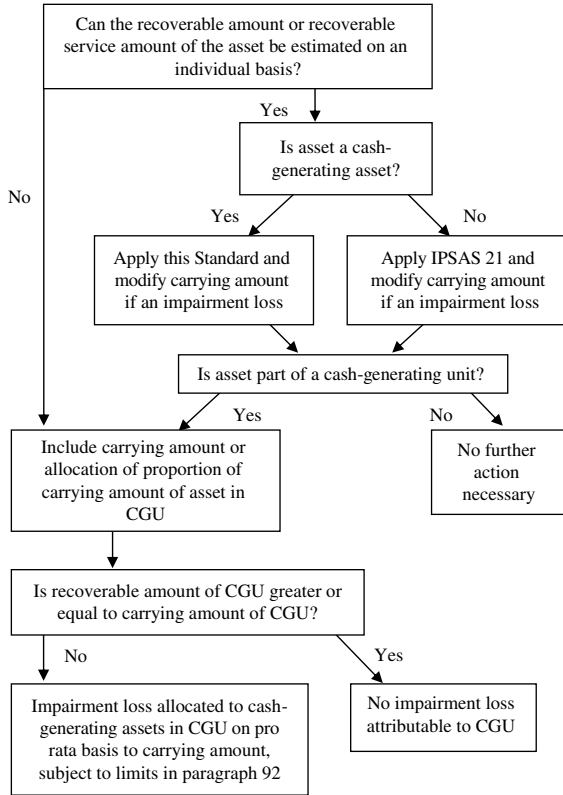 Can the recoverable amount or recoverable
service amount of the asset be estimated on an
individual basis?
Yes
Is asset a cash-
generating asset?
No
Yes
No
Apply this Standard and
modify carrying amount
if an impairment loss
Apply IPSAS 21 and
modify carrying amount
if an impairment loss
Is asset part of a cash-generating unit?
Yes
No
Include carrying amount or
allocation of proportion of
carrying amount of asset in
CGU
No further
action
necessary
Is recoverable amount of CGU greater or
equal to carrying amount of CGU?
No
Yes
Impairment loss allocated to cash-
generating assets in CGU on pro
rata basis to carrying amount,
subject to limits in paragraph 92
No impairment loss
attributable to CGU